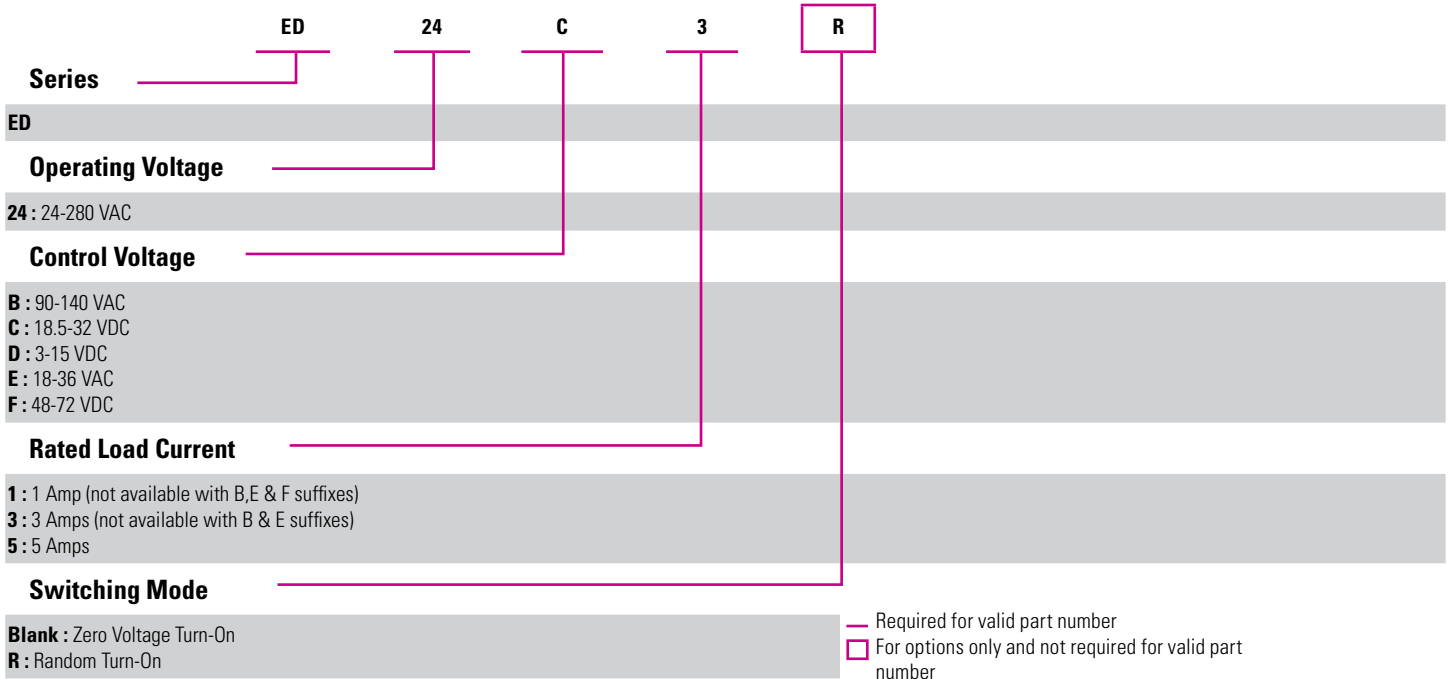 ED 24 C 3 R
Series
ED
Operating Voltage
24 : 24-280 VAC
Control Voltage
B : 90-140 VAC
C : 18.5-32 VDC
D : 3-15 VDC
E : 18-36 VAC
F : 48-72 VDC
Rated Load Current
1 : 1 Amp (not available with B,E & F suffixes)
3 : 3 Amps (not available with B & E suffixes)
5 : 5 Amps
Switching Mode
Blank : Zero Voltage Turn-On
R : Random Turn-On
Required for valid part number
For options only and not required for valid part
number